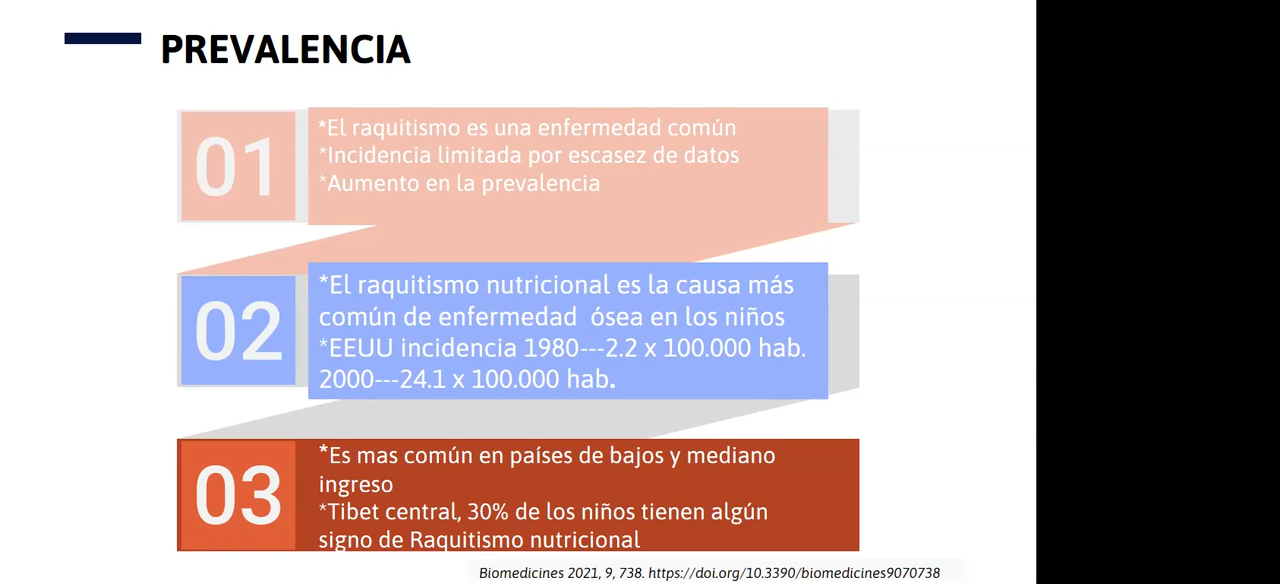 PREVALENCIA
01
*El raquitismo es una enfermedad común
*Incidencia limitada por escasez de datos
*Aumento en la prevalencia
02
*El raquitismo nutricional es la causa más
común de enfermedad ósea en los niños
*EEUU incidencia 1980---2.2 x 100.000 hab.
2000---24.1 x 100.000 hab.
03
*Es mas común en países de bajos y mediano
ingreso
*Tibet central, 30% de los niños tienen algún
signo de Raquitismo nutricional
Biomedicines 2021, 9, 738. https://doi.org/10.3390/biomedicines9070738